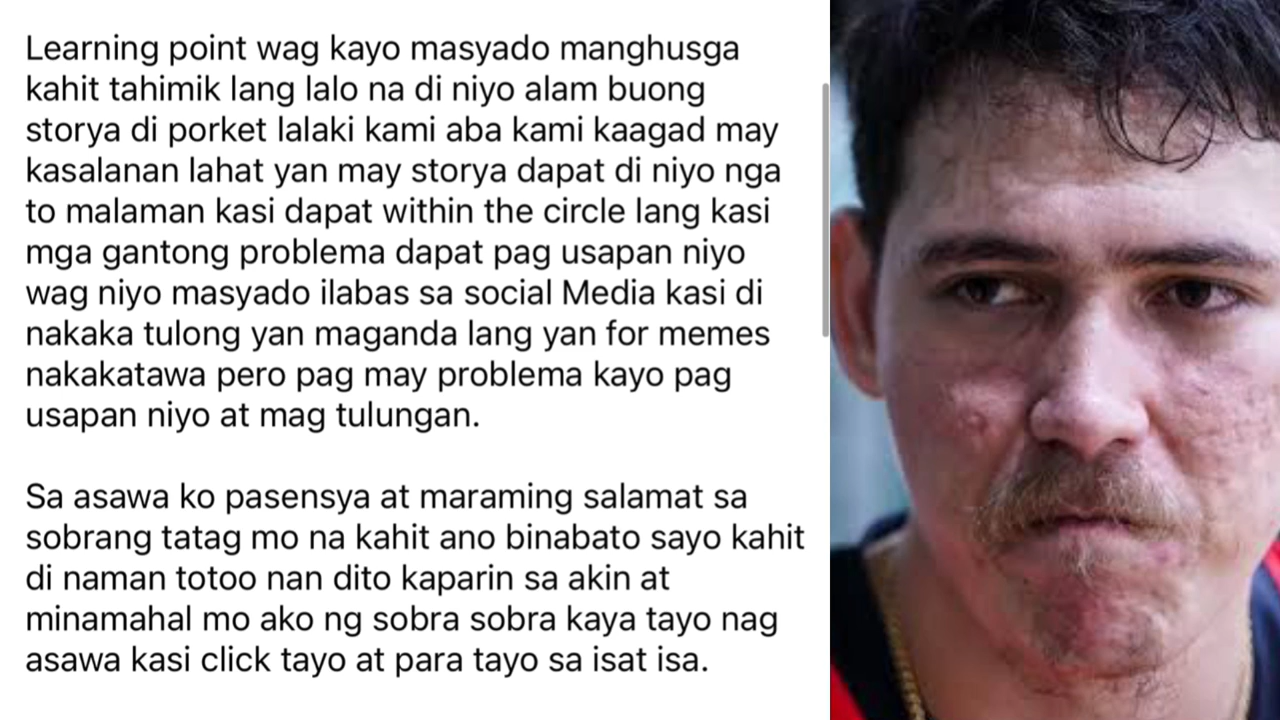 Learning point wag kayo masyado manghusga
kahit tahimik lang lalo na di niyo alam buong
storya di porket lalaki kami aba kami kaagad may
kasalanan lahat yan may storya dapat di niyo nga
to malaman kasi dapat within the circle lang kasi
mga gantong problema dapat pag usapan niyo
wag niyo masyado ilabas sa social Media kasi di
nakaka tulong yan maganda lang yan for memes
nakakatawa pero pag may problema kayo pag
usapan niyo at mag tulungan.
Sa asawa ko pasensya at maraming salamat sa
sobrang tatag mo na kahit ano binabato sayo kahit
di naman totoo nan dito kaparin sa akin at
minamahal mo ako ng sobra sobra kaya tayo nag
asawa kasi click tayo at para tayo sa isat isa.